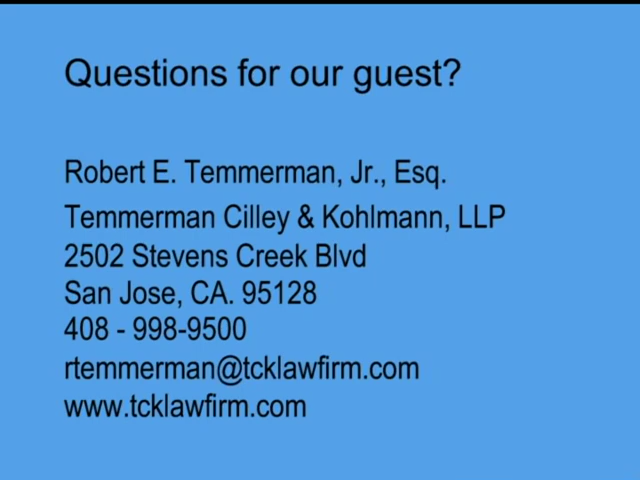 Questions for our guest?
Robert E. Temmerman, Jr., Esq.
Temmerman Cilley & Kohlmann, LLP
2502 Stevens Creek Blvd
San Jose, CA. 95128
408 - 998-9500
rtemmerman@tcklawfirm.com
www.tcklawfirm.com